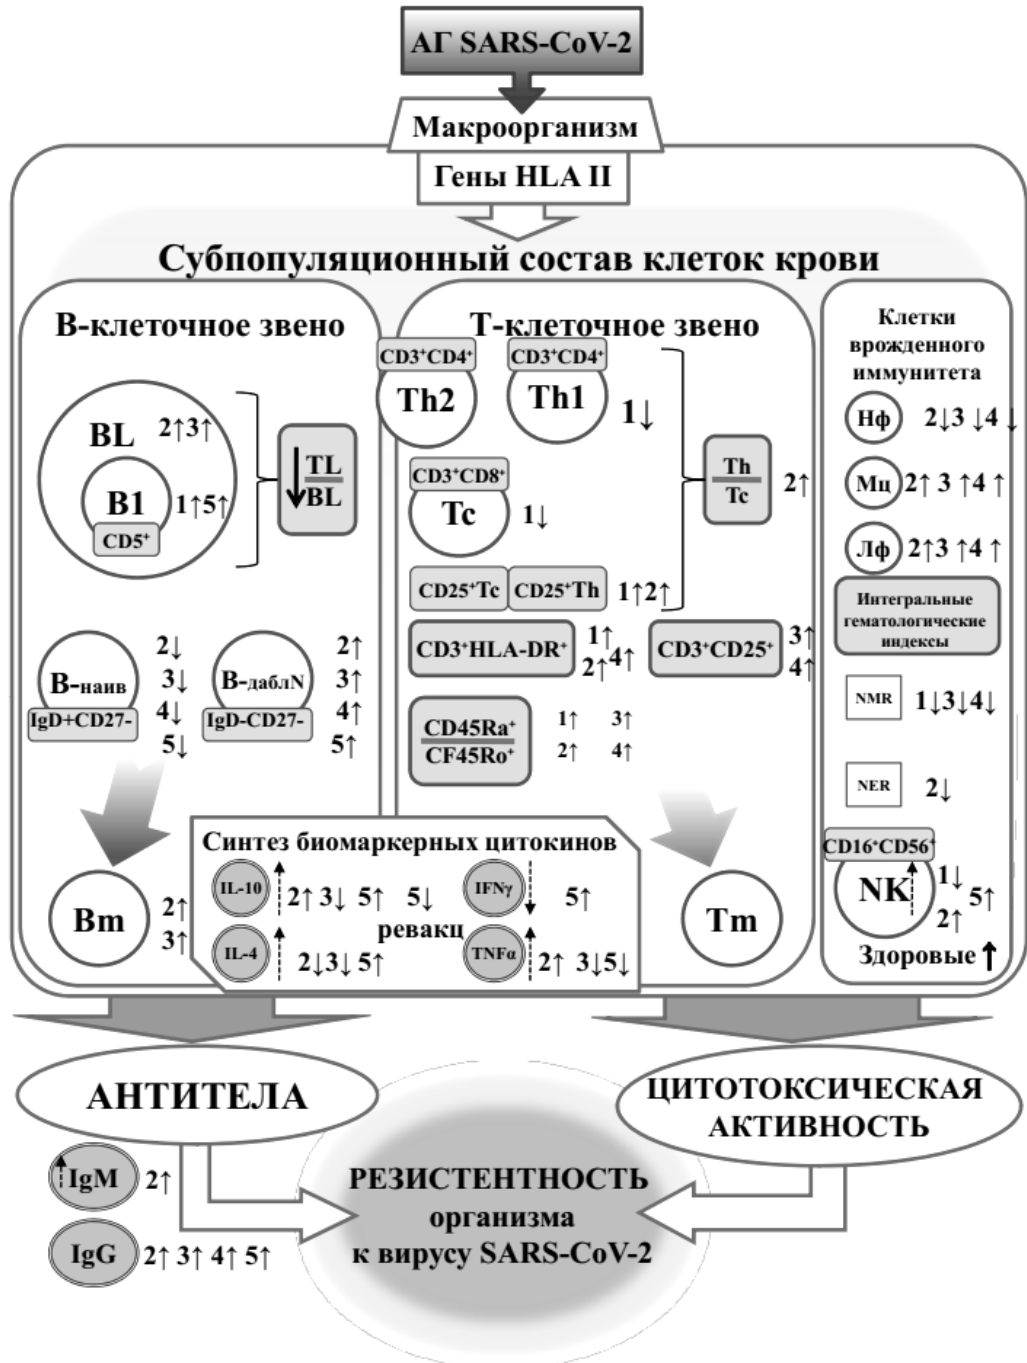 АГ SARS-CoV-2
Макроорганизм
Гены HLA II
Субпопуляционный состав клеток крови
В-клеточное звено
BL
2↑3↑
B1
1↑5↑
CD5⁺
↓
TL
BL
В-наив
IgD+CD27-
2↓
3↓
4↓
5↓
В-даблN
IgD-CD27-
2↑
3↑
4↑
5↑
Bm
2↑
3↑
Т-клеточное звено
CD3⁺CD4⁺
Th2
CD3⁺CD4⁺
Th1
1↓
CD3⁺CD8⁺
Tc
1↓
Th
Tc
2↑
CD25⁺Tc
CD25⁺Th
1↑2↑
CD3⁺HLA-DR⁺
1↑
2↑
4↑
CD3⁺CD25⁺
3↑
4↑
CD45Ra⁺
CF45Ro⁺
1↑ 3↑
2↑ 4↑
Tm
Синтез биомаркерных цитокинов
IL-10
2↑ 3↓ 5↑ 5↓
ревакц
IFNγ
5↑
IL-4
2↓3↓ 5↑
TNFα
2↑ 3↓5↓
Клетки
врожденного
иммунитета
Нф
2↓3 ↓4 ↓
Мц
2↑ 3 ↑4 ↑
Лф
2↑3 ↑4 ↑
Интегральные
гематологические
индексы
NMR
1↓3↓4↓
NER
2↓
CD16⁺CD56⁺
NK
1↓
5↑
2↑
Здоровые ↑
АНТИТЕЛА
ЦИТОТОКСИЧЕСКАЯ
АКТИВНОСТЬ
IgM
2↑
IgG
2↑ 3↑ 4↑ 5↑
РЕЗИСТЕНТНОСТЬ
организма
к вирусу SARS-CoV-2